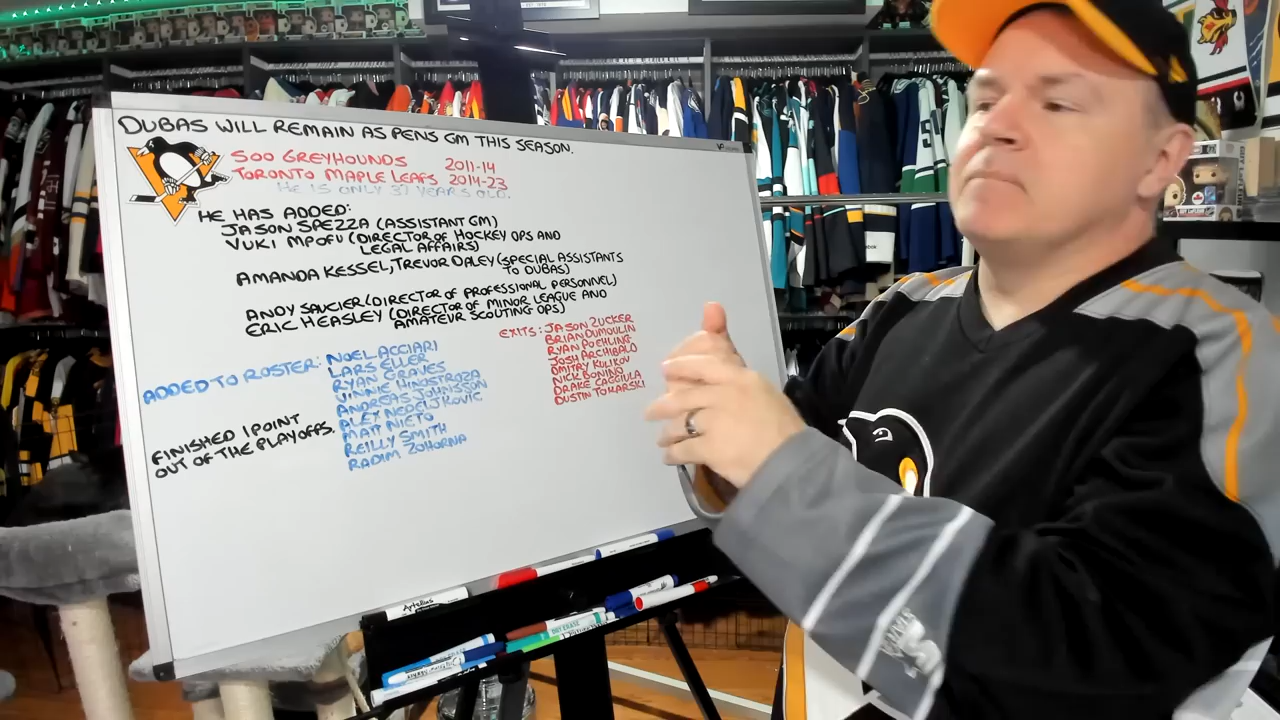 DUBAS WILL REMAIN AS PENS GM THIS SEASON.
SOO GREYHOUNDS 2011-14
TORONTO MAPLE LEAFS 2014-23
HE IS ONLY 37 YEARS OLD.
HE HAS ADDED:
JASON SPEZZA (ASSISTANT GM)
VUKI MPOFU (DIRECTOR OF HOCKEY OPS AND
LEGAL AFFAIRS)
AMANDA KESSEL, TREVOR DALEY (SPECIAL ASSISTANTS
TO DUBAS)
ANDY SAUCIER (DIRECTOR OF PROFESSIONAL PERSONNEL)
ERIC HEASLEY (DIRECTOR OF MINOR LEAGUE AND
AMATEUR SCOUTING OPS)
EXITS: JASON ZUCKER
BRIAN DUMOULIN
RYAN POEHLING
JOSH ARCHIBALD
DMITRY KULIKOV
NICK BONINO
DRAKE CAGGIULA
DUSTIN TOKARSKI
ADDED TO ROSTER: NOEL ACCIARI
LARS ELLER
RYAN GRAVES
VINNIE HINOSTROZA
ANDREAS JOHNSSON
ALEX NEDELJKOVIC
MATT NIETO
REILLY SMITH
RADIM ZOHORNA
FINISHED 1 POINT
OUT OF THE PLAYOFFS.